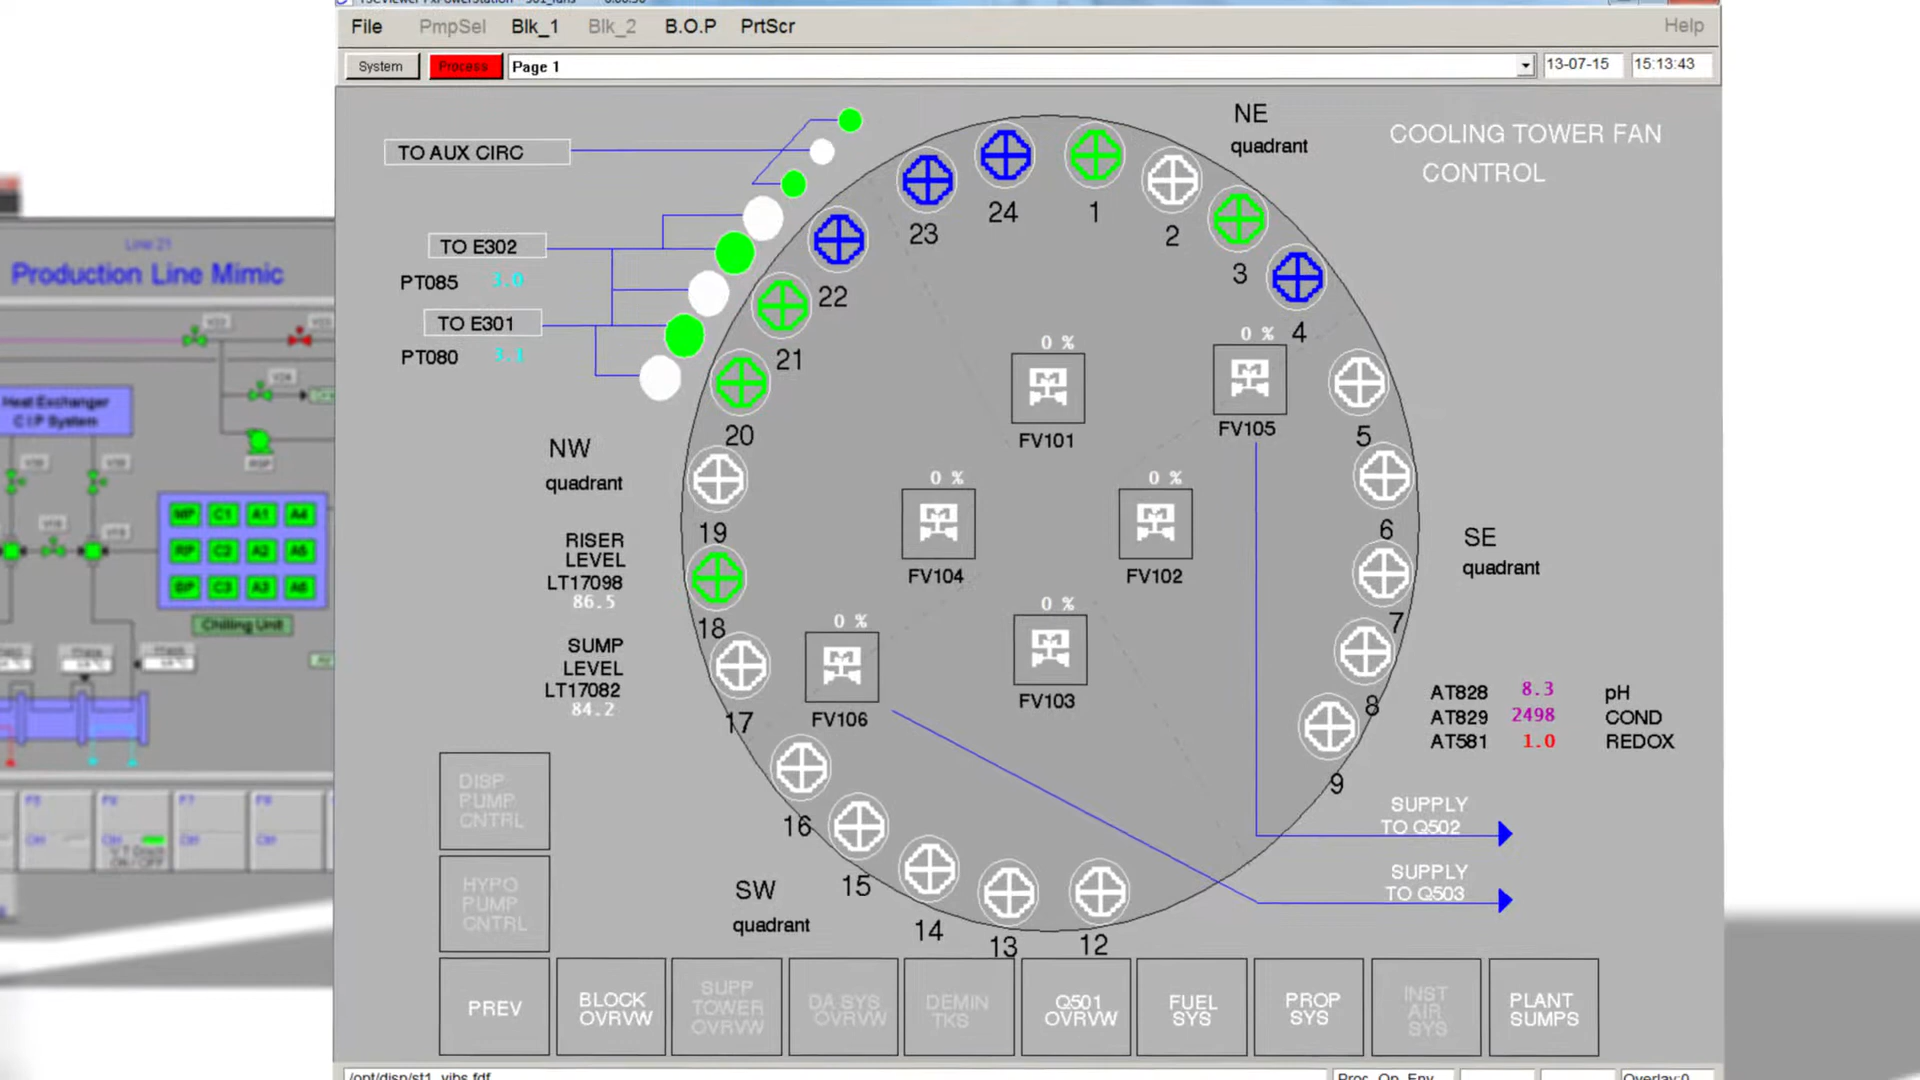 File PmpSel Blk_1 Blk_2 B.O.P PrtScr Help
System Process Page 1 13-07-15 15:13:43
COOLING TOWER FAN
CONTROL
NE
quadrant
TO AUX CIRC
TO E302
PT085 3.0
TO E301
PT080 3.1
23 24 1 2 3 4
22
21
20
19
18
17
16
15
14
13
12
5
6
7
8
9
0 %
FV101
0 %
FV105
0 %
FV104
0 %
FV102
0 %
FV103
0 %
FV106
NW
quadrant
RISER
LEVEL
LT17098
86.5
SUMP
LEVEL
LT17082
84.2
SE
quadrant
AT828 8.3 pH
AT829 2498 COND
AT581 1.0 REDOX
SUPPLY
TO Q502
SUPPLY
TO Q503
SW
quadrant
DISP
PUMP
CNTRL
HYPO
PUMP
CNTRL
PREV
BLOCK
OVRVW
SUPP
TOWER
OVRVW
DA SYS
OVRVW
DEMIN
TKS
Q501
OVRVW
FUEL
SYS
PROP
SYS
INST
AIR
SYS
PLANT
SUMPS
Line 21
Production Line Mimic
Heat Exchanger
C I P System
Chilling Unit